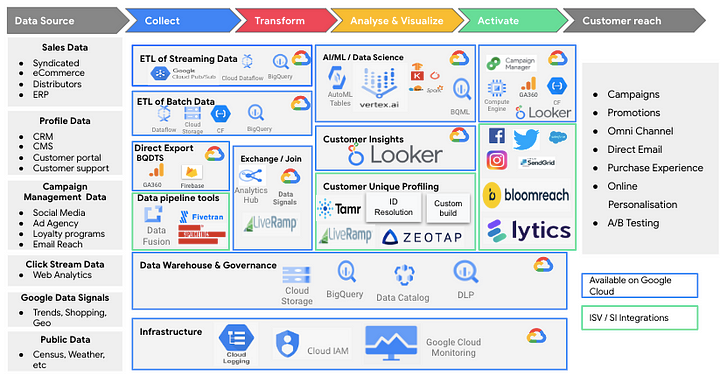 Data Source
Collect
Transform
Analyse & Visualize
Activate
Customer reach
Sales Data
Syndicated
eCommerce
Distributors
ERP
Profile Data
CRM
CMS
Customer portal
Customer support
Campaign
Management Data
Social Media
Ad Agency
Loyalty programs
Email Reach
Click Stream Data
Web Analytics
Google Data Signals
Trends, Shopping,
Geo
Public Data
Census, Weather,
etc
ETL of Streaming Data
Google
Cloud Pub/Sub
Cloud Dataflow
BigQuery
ETL of Batch Data
Dataflow
Cloud
Storage
CF
BigQuery
Direct Export
BQDTS
GA360
Firebase
Data pipeline tools
Data
Fusion
Fivetran
Exchange / Join
Analytics
Hub
Data
Signals
LiveRamp
AI/ML / Data Science
AutoML
Tables
vertex.ai
Spark
BQML
Customer Insights
Looker
Customer Unique Profiling
Tamr
ID
Resolution
Custom
build
LiveRamp
ZEOTAP
Campaign
Manager
Compute
Engine
GA360
CF
Looker
SendGrid
bloomreach
lytics
Data Warehouse & Governance
Cloud
Storage
BigQuery
Data Catalog
DLP
Infrastructure
Cloud
Logging
Cloud IAM
Google Cloud
Monitoring
Campaigns
Promotions
Omni Channel
Direct Email
Purchase Experience
Online
Personalisation
A/B Testing
Available on Google
Cloud
ISV / SI Integrations